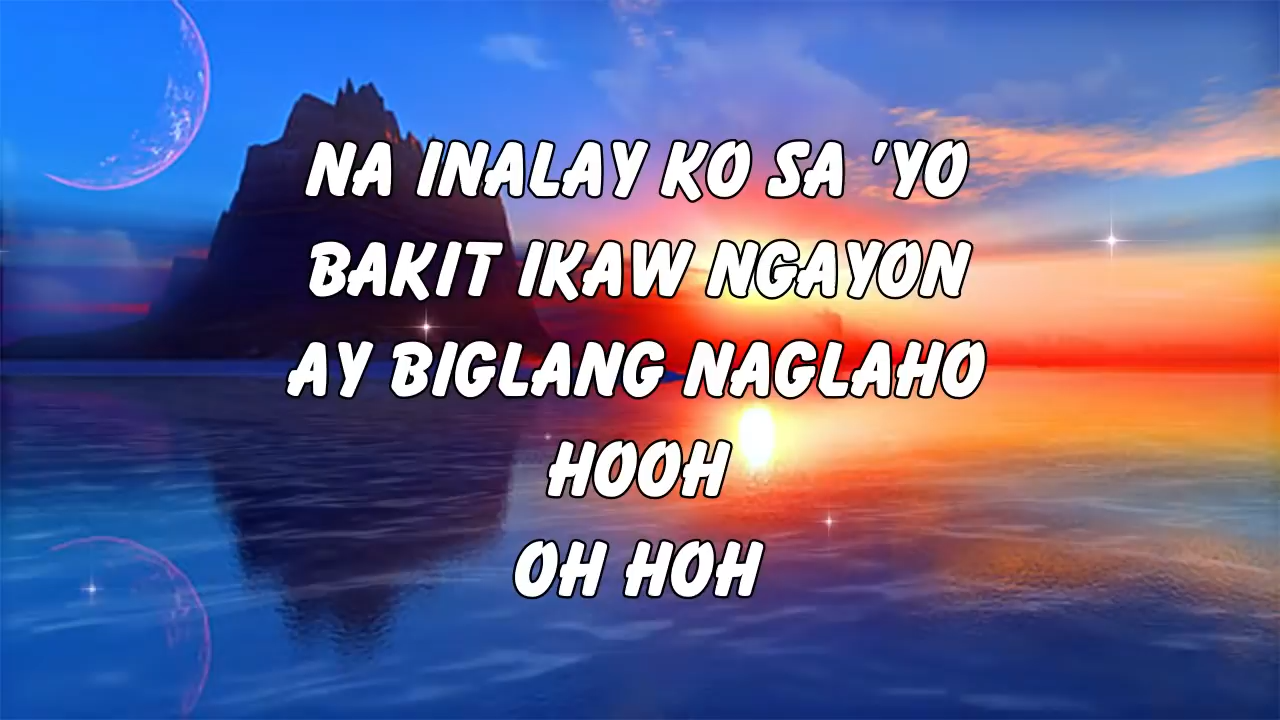 NA INALAY KO SA 'YO
BAKIT IKAW NGAYON
AY BIGLANG NAGLAHO
HOOH
OH HOH